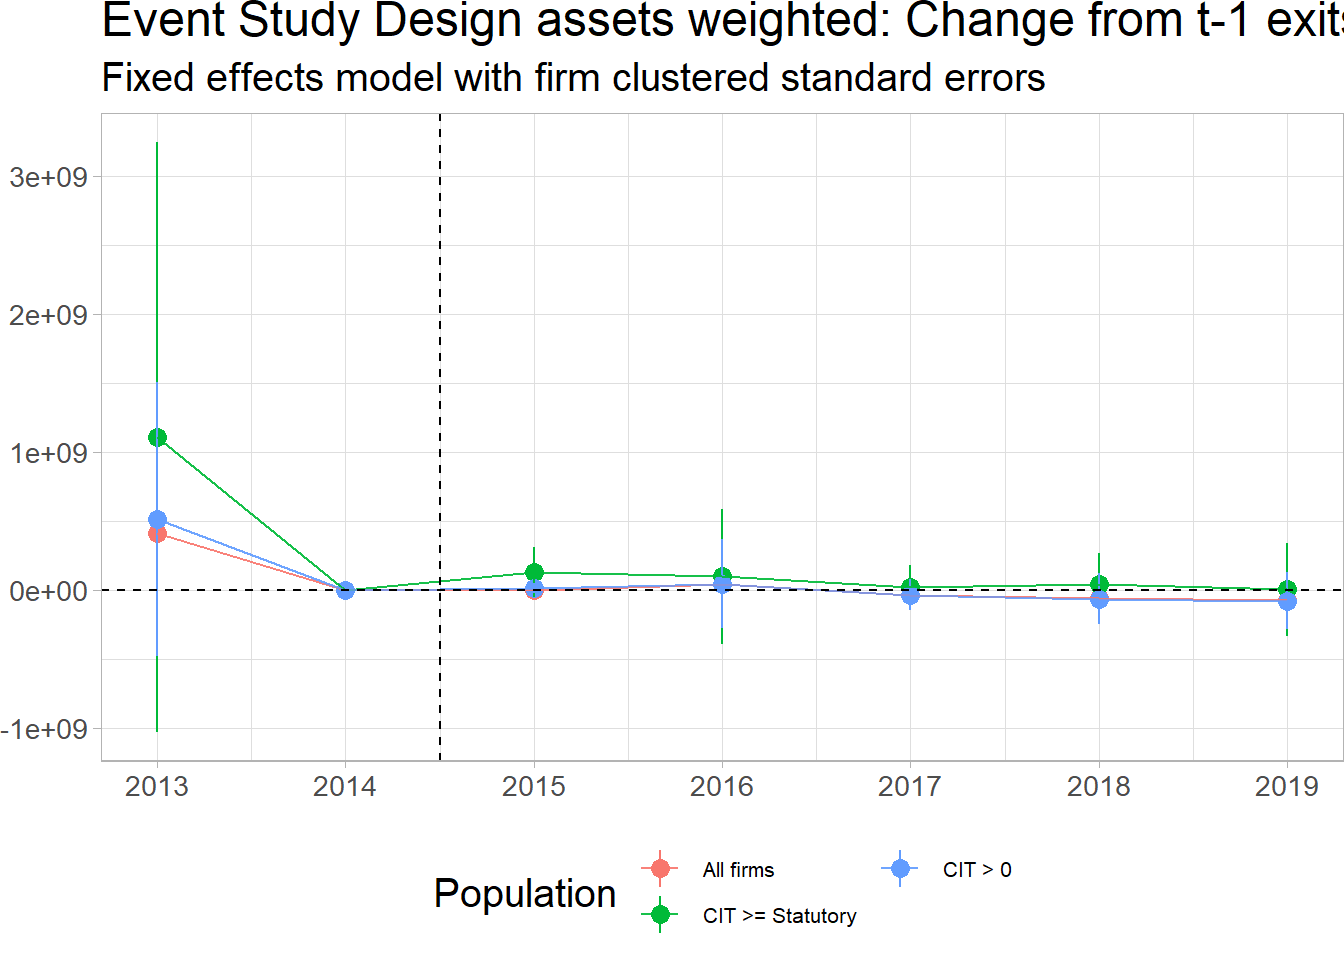 Event Study Design assets weighted: Change from t-1 exits
Fixed effects model with firm clustered standard errors
3e+09
2e+09
1e+09
0e+00
-1e+09
2013 2014 2015 2016 2017 2018 2019
Population
All firms
CIT >= Statutory
CIT > 0